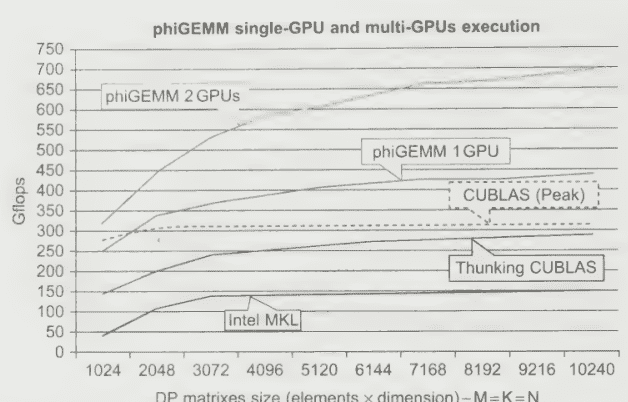 phiGEMM single-GPU and multi-GPUs execution
750
700
650
600
550
500
450
400
350
300
250
200
150
100
50
0
Gflops
phiGEMM 2 GPUs
phiGEMM 1 GPU
CUBLAS (Peak)
Thunking CUBLAS
Intel MKL
1024 2048 3072 4096 5120 6144 7168 8192 9216 10240
DP matrixes size (elements × dimension) – M = K = N